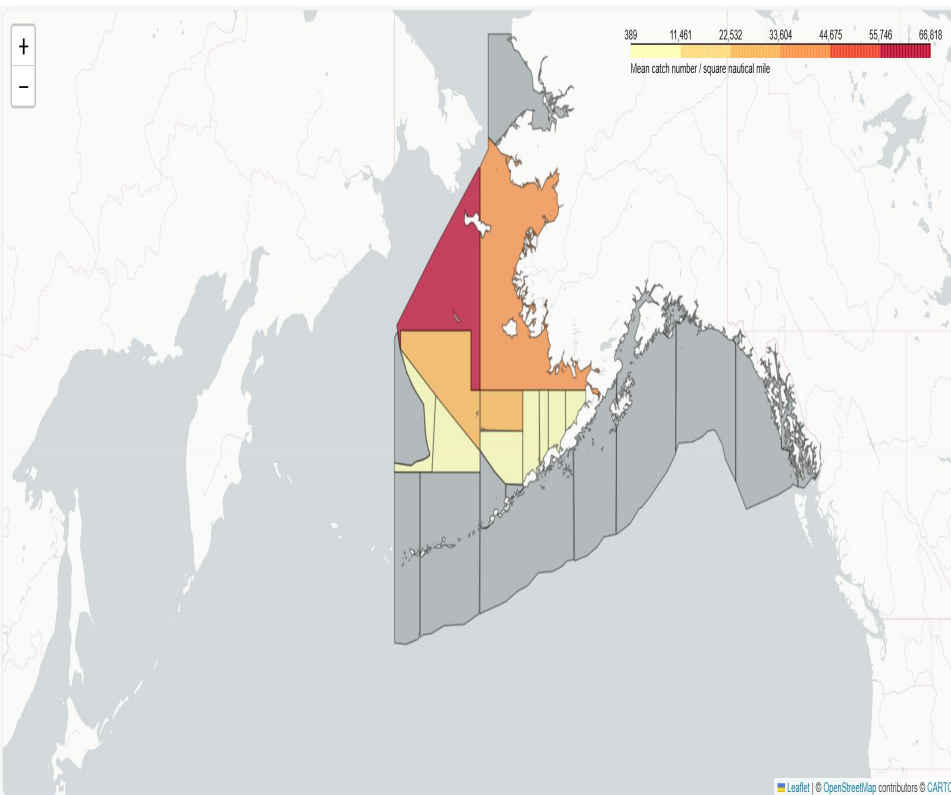 +
−
389 11,461 22,532 33,604 44,675 55,746 66,818
Mean catch number / square nautical mile
Leaflet | © OpenStreetMap contributors © CARTO